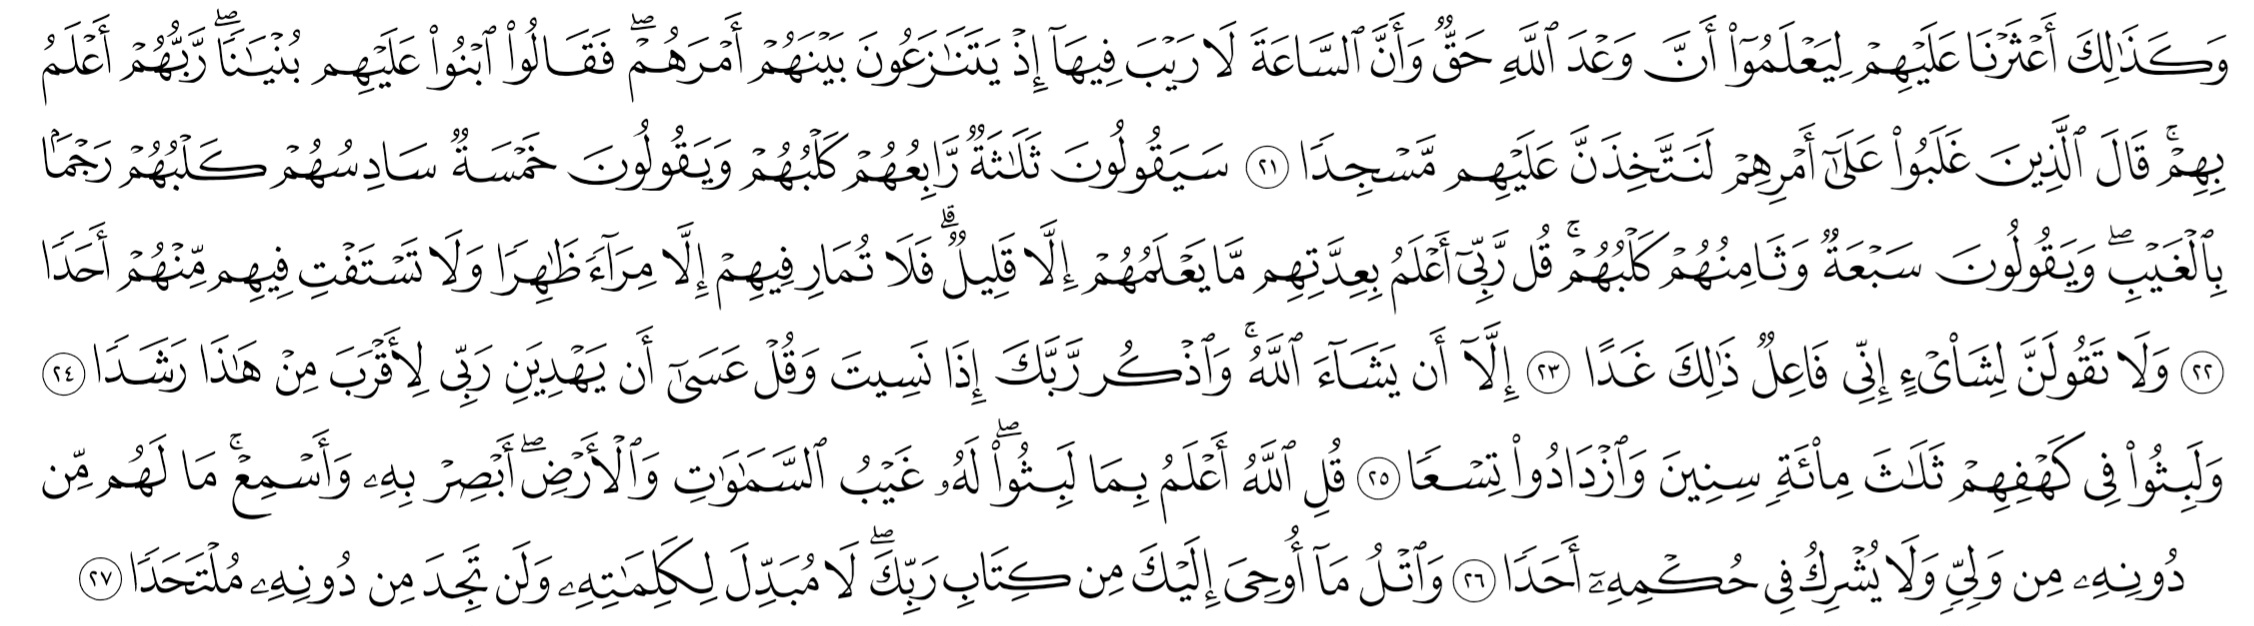 وَكَذَٰلِكَ أَعْثَرْنَا عَلَيْهِمْ لِيَعْلَمُوٓا۟ أَنَّ وَعْدَ ٱللَّهِ حَقٌّ وَأَنَّ ٱلسَّاعَةَ لَا رَيْبَ فِيهَآ إِذْ يَتَنَٰزَعُونَ بَيْنَهُمْ أَمْرَهُمْ ۖ فَقَالُوا۟ ٱبْنُوا۟ عَلَيْهِم بُنْيَٰنًا ۖ رَّبُّهُمْ أَعْلَمُ
بِهِمْ ۚ قَالَ ٱلَّذِينَ غَلَبُوا۟ عَلَىٰٓ أَمْرِهِمْ لَنَتَّخِذَنَّ عَلَيْهِم مَّسْجِدًا ٢١ سَيَقُولُونَ ثَلَٰثَةٌ رَّابِعُهُمْ كَلْبُهُمْ وَيَقُولُونَ خَمْسَةٌ سَادِسُهُمْ كَلْبُهُمْ رَجْمًۢا
بِٱلْغَيْبِ ۖ وَيَقُولُونَ سَبْعَةٌ وَثَامِنُهُمْ كَلْبُهُمْ ۚ قُل رَّبِّىٓ أَعْلَمُ بِعِدَّتِهِم مَّا يَعْلَمُهُمْ إِلَّا قَلِيلٌ ۗ فَلَا تُمَارِ فِيهِمْ إِلَّا مِرَآءً ظَٰهِرًا وَلَا تَسْتَفْتِ فِيهِم مِّنْهُمْ أَحَدًا
٢٢ وَلَا تَقُولَنَّ لِشَا۟ىْءٍ إِنِّى فَاعِلٌ ذَٰلِكَ غَدًا ٢٣ إِلَّآ أَن يَشَآءَ ٱللَّهُ ۚ وَٱذْكُر رَّبَّكَ إِذَا نَسِيتَ وَقُلْ عَسَىٰٓ أَن يَهْدِيَنِ رَبِّى لِأَقْرَبَ مِنْ هَٰذَا رَشَدًا ٢٤
وَلَبِثُوا۟ فِى كَهْفِهِمْ ثَلَٰثَ مِا۟ئَةٍ سِنِينَ وَٱزْدَادُوا۟ تِسْعًا ٢٥ قُلِ ٱللَّهُ أَعْلَمُ بِمَا لَبِثُوا۟ ۖ لَهُۥ غَيْبُ ٱلسَّمَٰوَٰتِ وَٱلْأَرْضِ ۖ أَبْصِرْ بِهِۦ وَأَسْمِعْ ۚ مَا لَهُم مِّن
دُونِهِۦ مِن وَلِىٍّ وَلَا يُشْرِكُ فِى حُكْمِهِۦٓ أَحَدًا ٢٦ وَٱتْلُ مَآ أُوحِىَ إِلَيْكَ مِن كِتَابِ رَبِّكَ ۖ لَا مُبَدِّلَ لِكَلِمَٰتِهِۦ وَلَن تَجِدَ مِن دُونِهِۦ مُلْتَحَدًا ٢٧